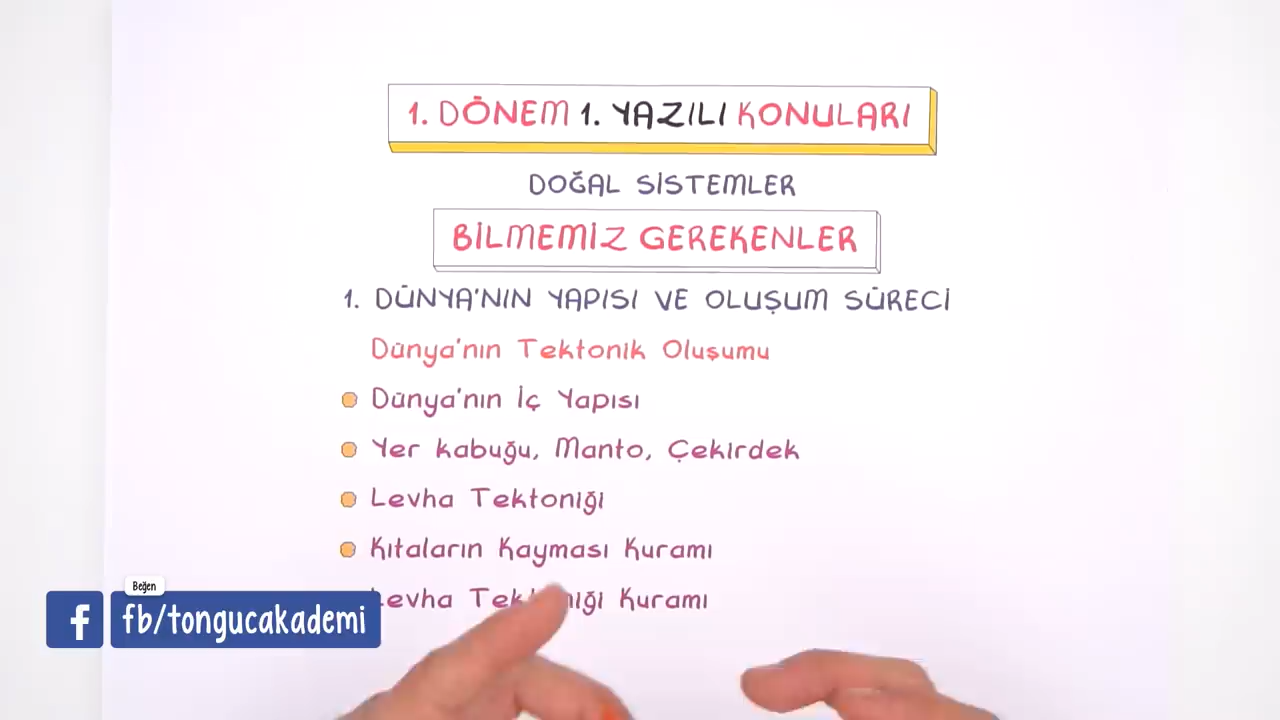 1. DÖNEM 1. YAZILI KONULARI
DOĞAL SİSTEMLER
BİLMEMİZ GEREKENLER
1. DÜNYA'NIN YAPISI VE OLUŞUM SÜRECİ
Dünya'nın Tektonik Oluşumu
Dünya'nın İç Yapısı
Yer kabuğu, Manto, Çekirdek
Levha Tektoniği
Kıtaların Kayması Kuramı
Kuramı
Beğen
f fb/tongucakademi